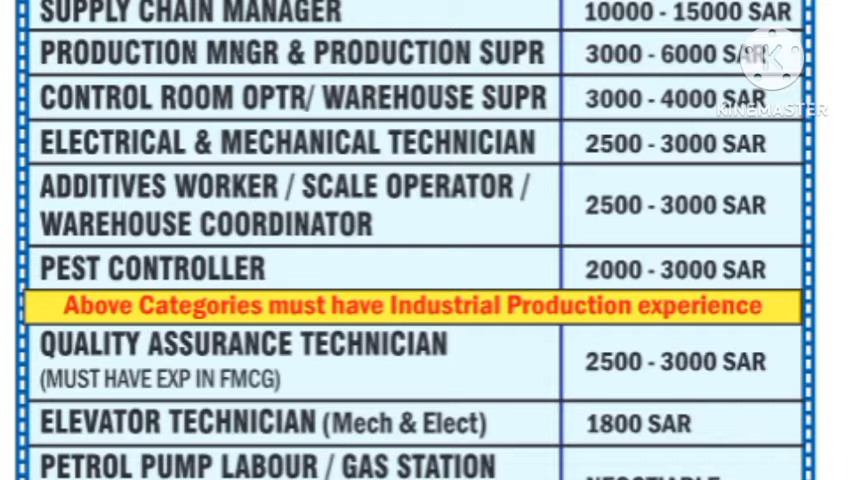 SUPPLY CHAIN MANAGER 10000 - 15000 SAR
PRODUCTION MNGR & PRODUCTION SUPR 3000 - 6000 SAR
K
KINEMASTER
CONTROL ROOM OPTR/ WAREHOUSE SUPR 3000 - 4000 SAR
ELECTRICAL & MECHANICAL TECHNICIAN 2500 - 3000 SAR
ADDITIVES WORKER / SCALE OPERATOR /
WAREHOUSE COORDINATOR 2500 - 3000 SAR
PEST CONTROLLER 2000 - 3000 SAR
Above Categories must have Industrial Production experience
QUALITY ASSURANCE TECHNICIAN
(MUST HAVE EXP IN FMCG) 2500 - 3000 SAR
ELEVATOR TECHNICIAN (Mech & Elect) 1800 SAR
PETROL PUMP LABOUR / GAS STATION
NEGOTIABLE